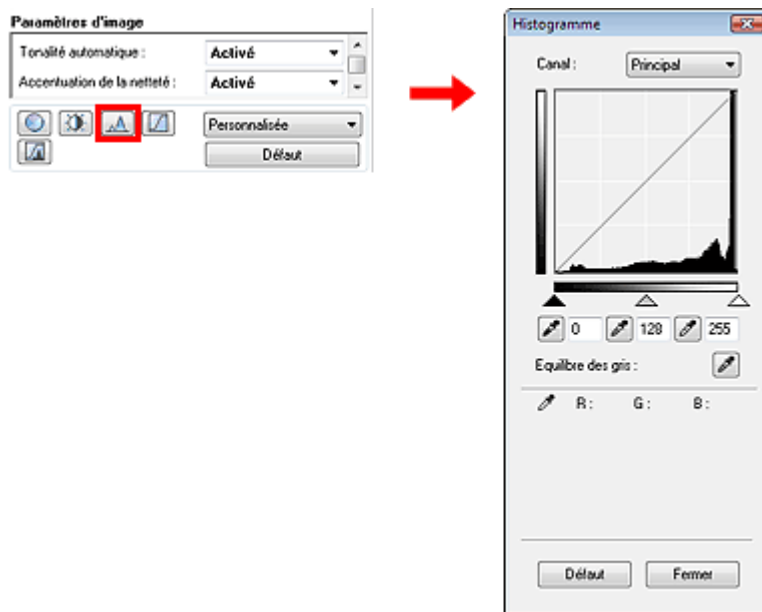 Paramètres d'image
Tonalité automatique : Activé
Accentuation de la netteté : Activé
Personnalisée
Défaut
Histogramme
Canal : Principal
0 128 255
Equilbre des gris :
R : G : B :
Défaut Fermer